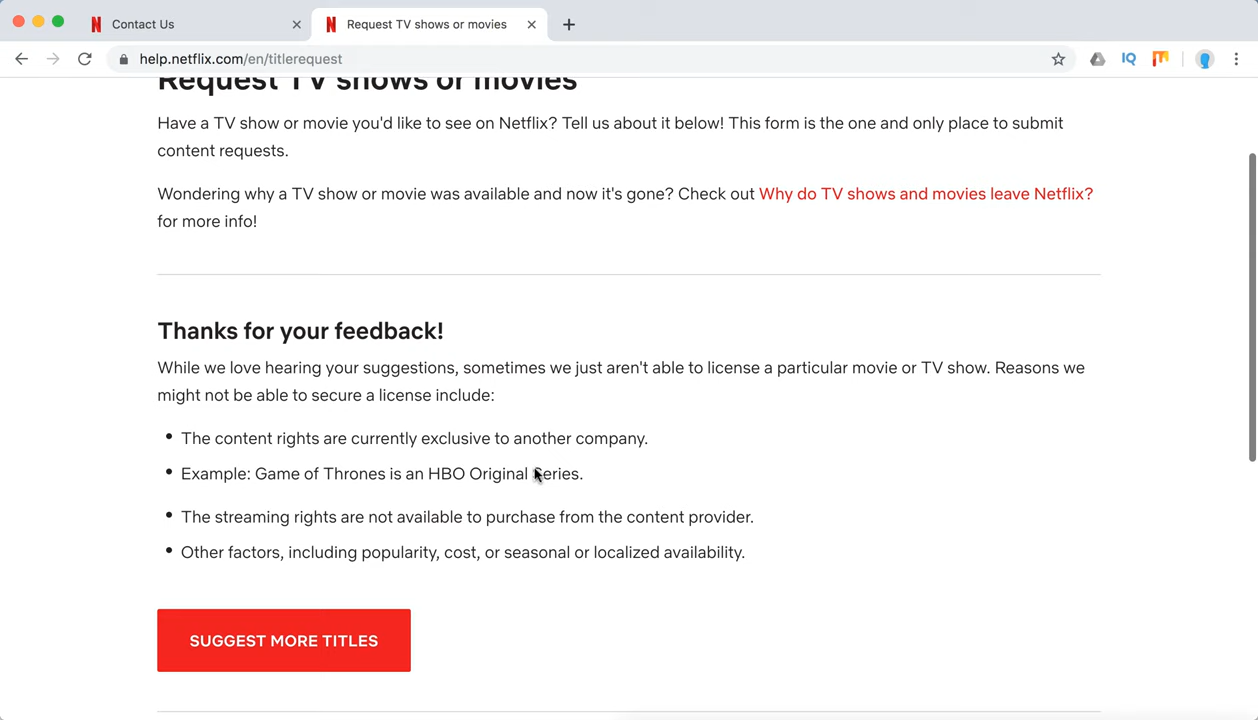 Contact Us
Request TV shows or movies
help.netflix.com/en/titlerequest
IQ
Request TV shows or movies
Have a TV show or movie you'd like to see on Netflix? Tell us about it below! This form is the one and only place to submit
content requests.
Wondering why a TV show or movie was available and now it's gone? Check out Why do TV shows and movies leave Netflix?
for more info!
Thanks for your feedback!
While we love hearing your suggestions, sometimes we just aren't able to license a particular movie or TV show. Reasons we
might not be able to secure a license include:
• The content rights are currently exclusive to another company.
• Example: Game of Thrones is an HBO Original Series.
• The streaming rights are not available to purchase from the content provider.
• Other factors, including popularity, cost, or seasonal or localized availability.
SUGGEST MORE TITLES